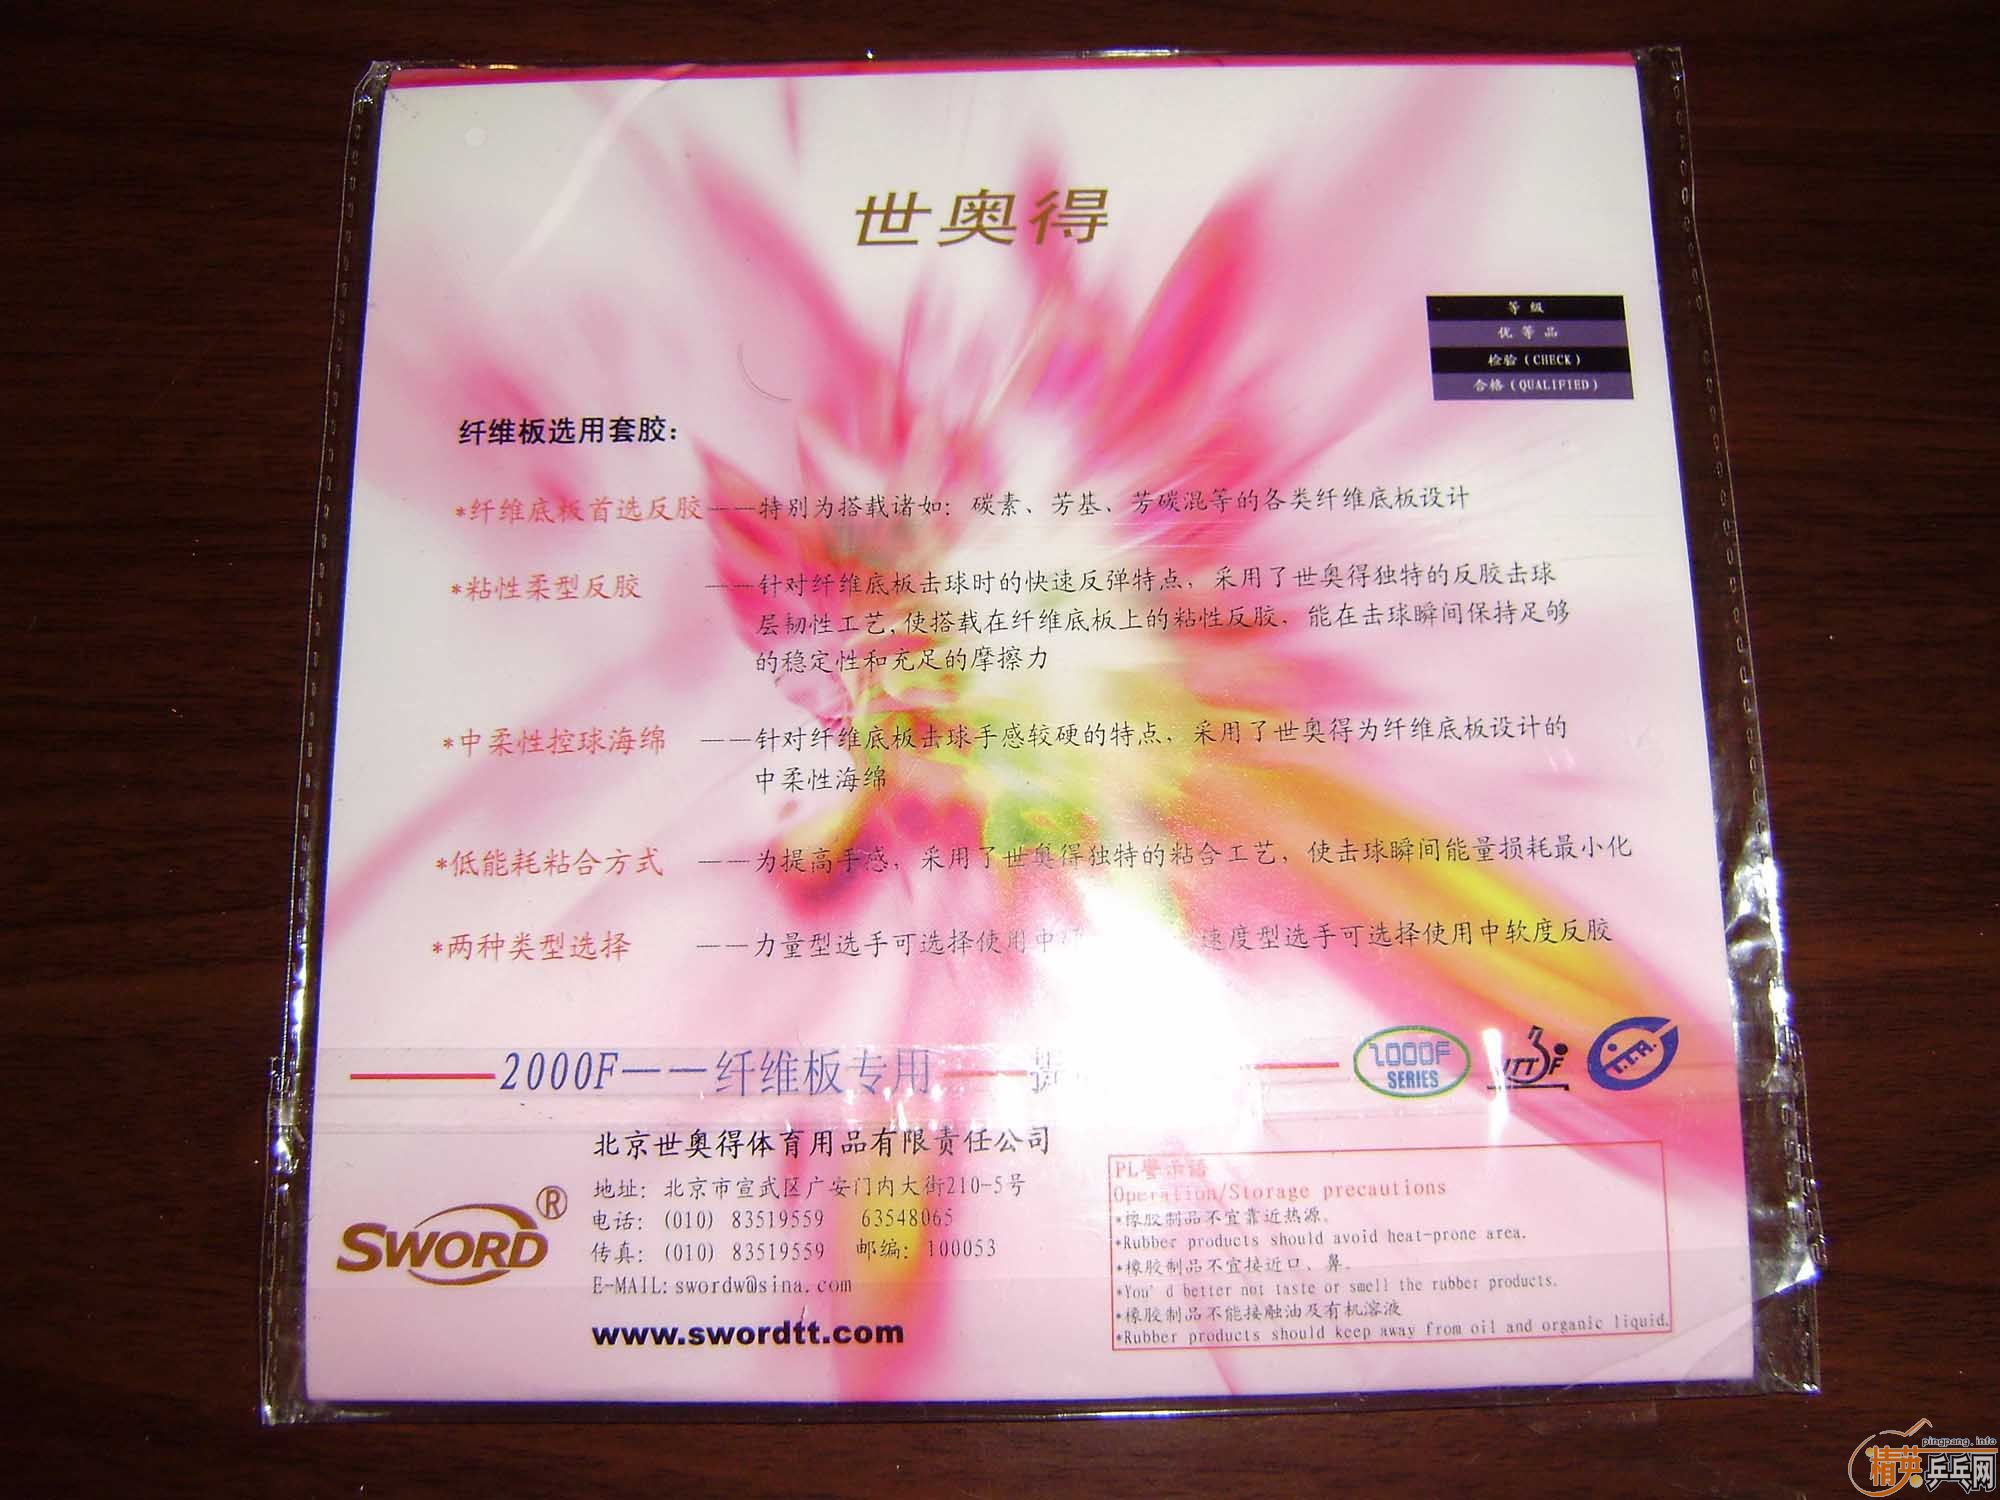 世奥得
等级
优等品
检验(CHECK)
合格(QUALIFIED)
纤维板选用套胶:
*纤维底板首选反胶——特别为搭载诸如:碳素、芳基、芳碳混等的各类纤维底板设计
*粘性柔型反胶 ——针对纤维底板击球时的快速反弹特点,采用了世奥得独特的反胶击球
层韧性工艺,使搭载在纤维底板上的粘性反胶,能在击球瞬间保持足够
的稳定性和充足的摩擦力
*中柔性控球海绵 ——针对纤维底板击球手感较硬的特点,采用了世奥得为纤维底板设计的
中柔性海绵
*低能耗粘合方式 ——为提高手感,采用了世奥得独特的粘合工艺,使击球瞬间能量损耗最小化
*两种类型选择 ——力量型选手可选择使用中 速度型选手可选择使用中软度反胶
2000F——纤维板专用
2000F
SERIES
ITTF
T.T.A.
北京世奥得体育用品有限责任公司
地址:北京市宣武区广安门内大街210-5号
电话:(010) 83519559 63548065
传真:(010) 83519559 邮编:100053
E-MAIL:swordw@sina.com
www.swordtt.com
SWORD®
PL警示语
Operation/Storage precautions
*橡胶制品不宜靠近热源。
*Rubber products should avoid heat-prone area.
*橡胶制品不宜接近口、鼻。
*You'd better not taste or smell the rubber products.
*橡胶制品不能接触油及有机溶液
*Rubber products should keep away from oil and organic liquid.
pingpang.info
精英乒乓网